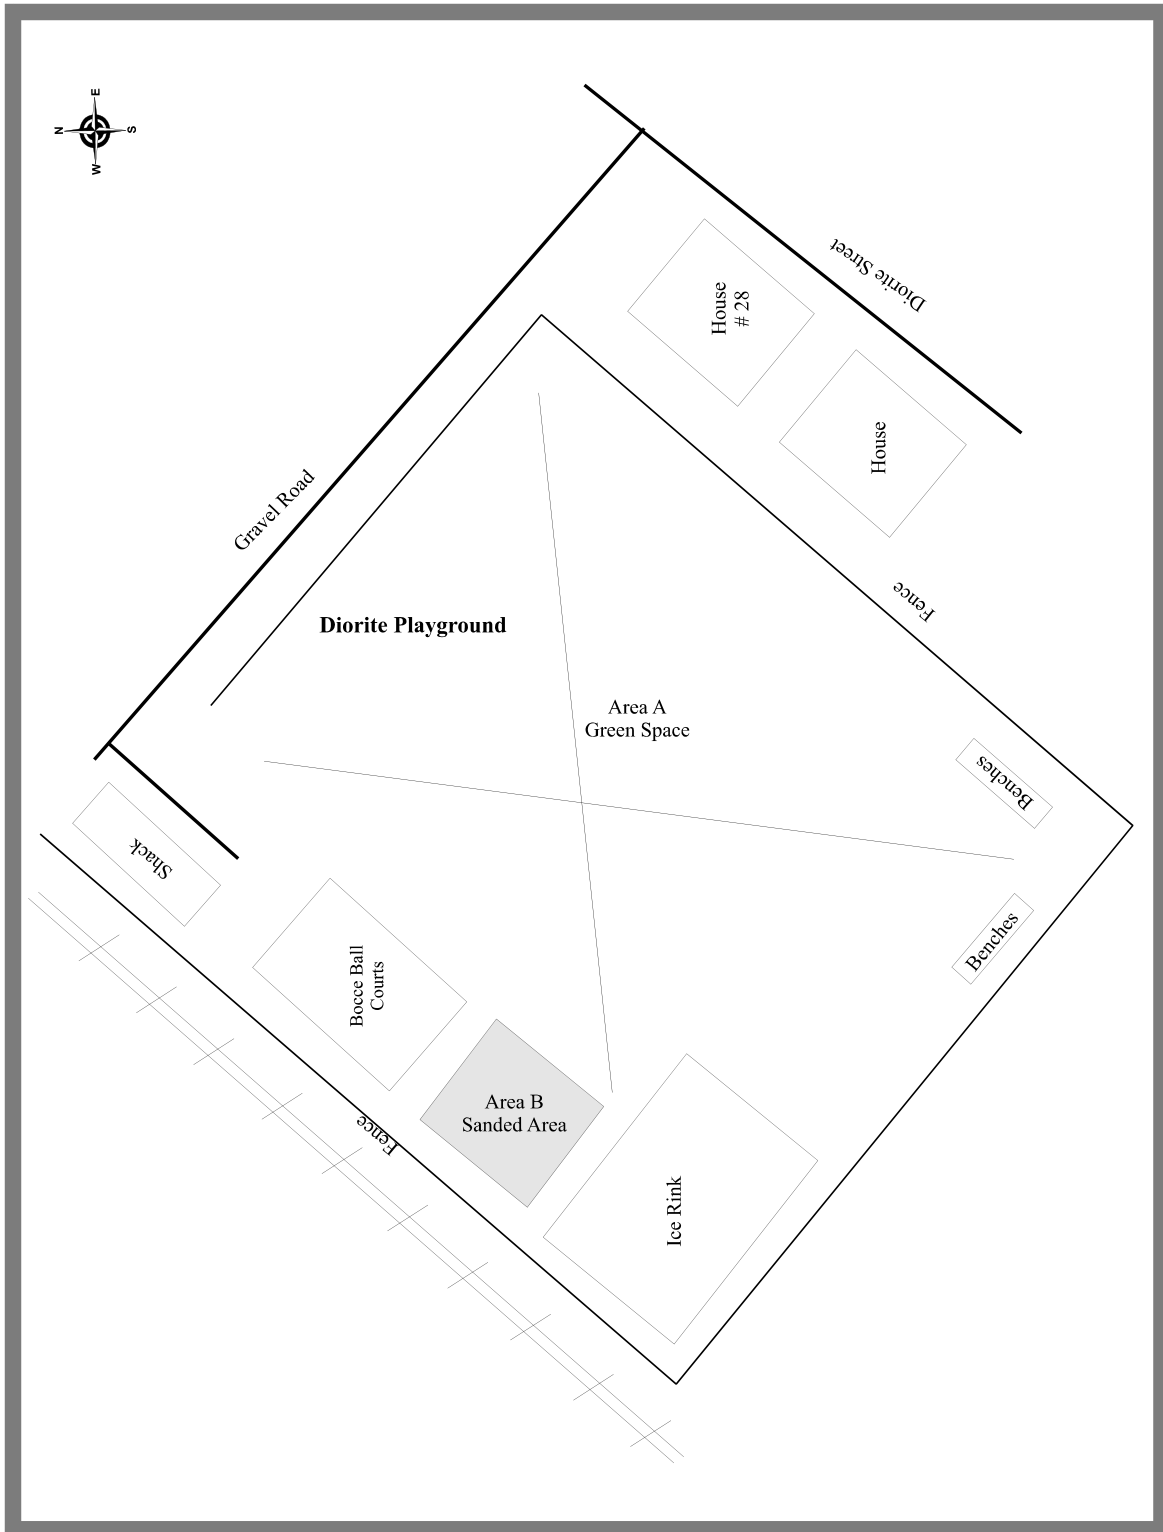 E
N
S
W
Diorite Street
House
# 28
House
Gravel Road
Fence
Diorite Playground
Area A
Green Space
Benches
Shack
Benches
Bocce Ball
Courts
Area B
Sanded Area
Fence
Ice Rink